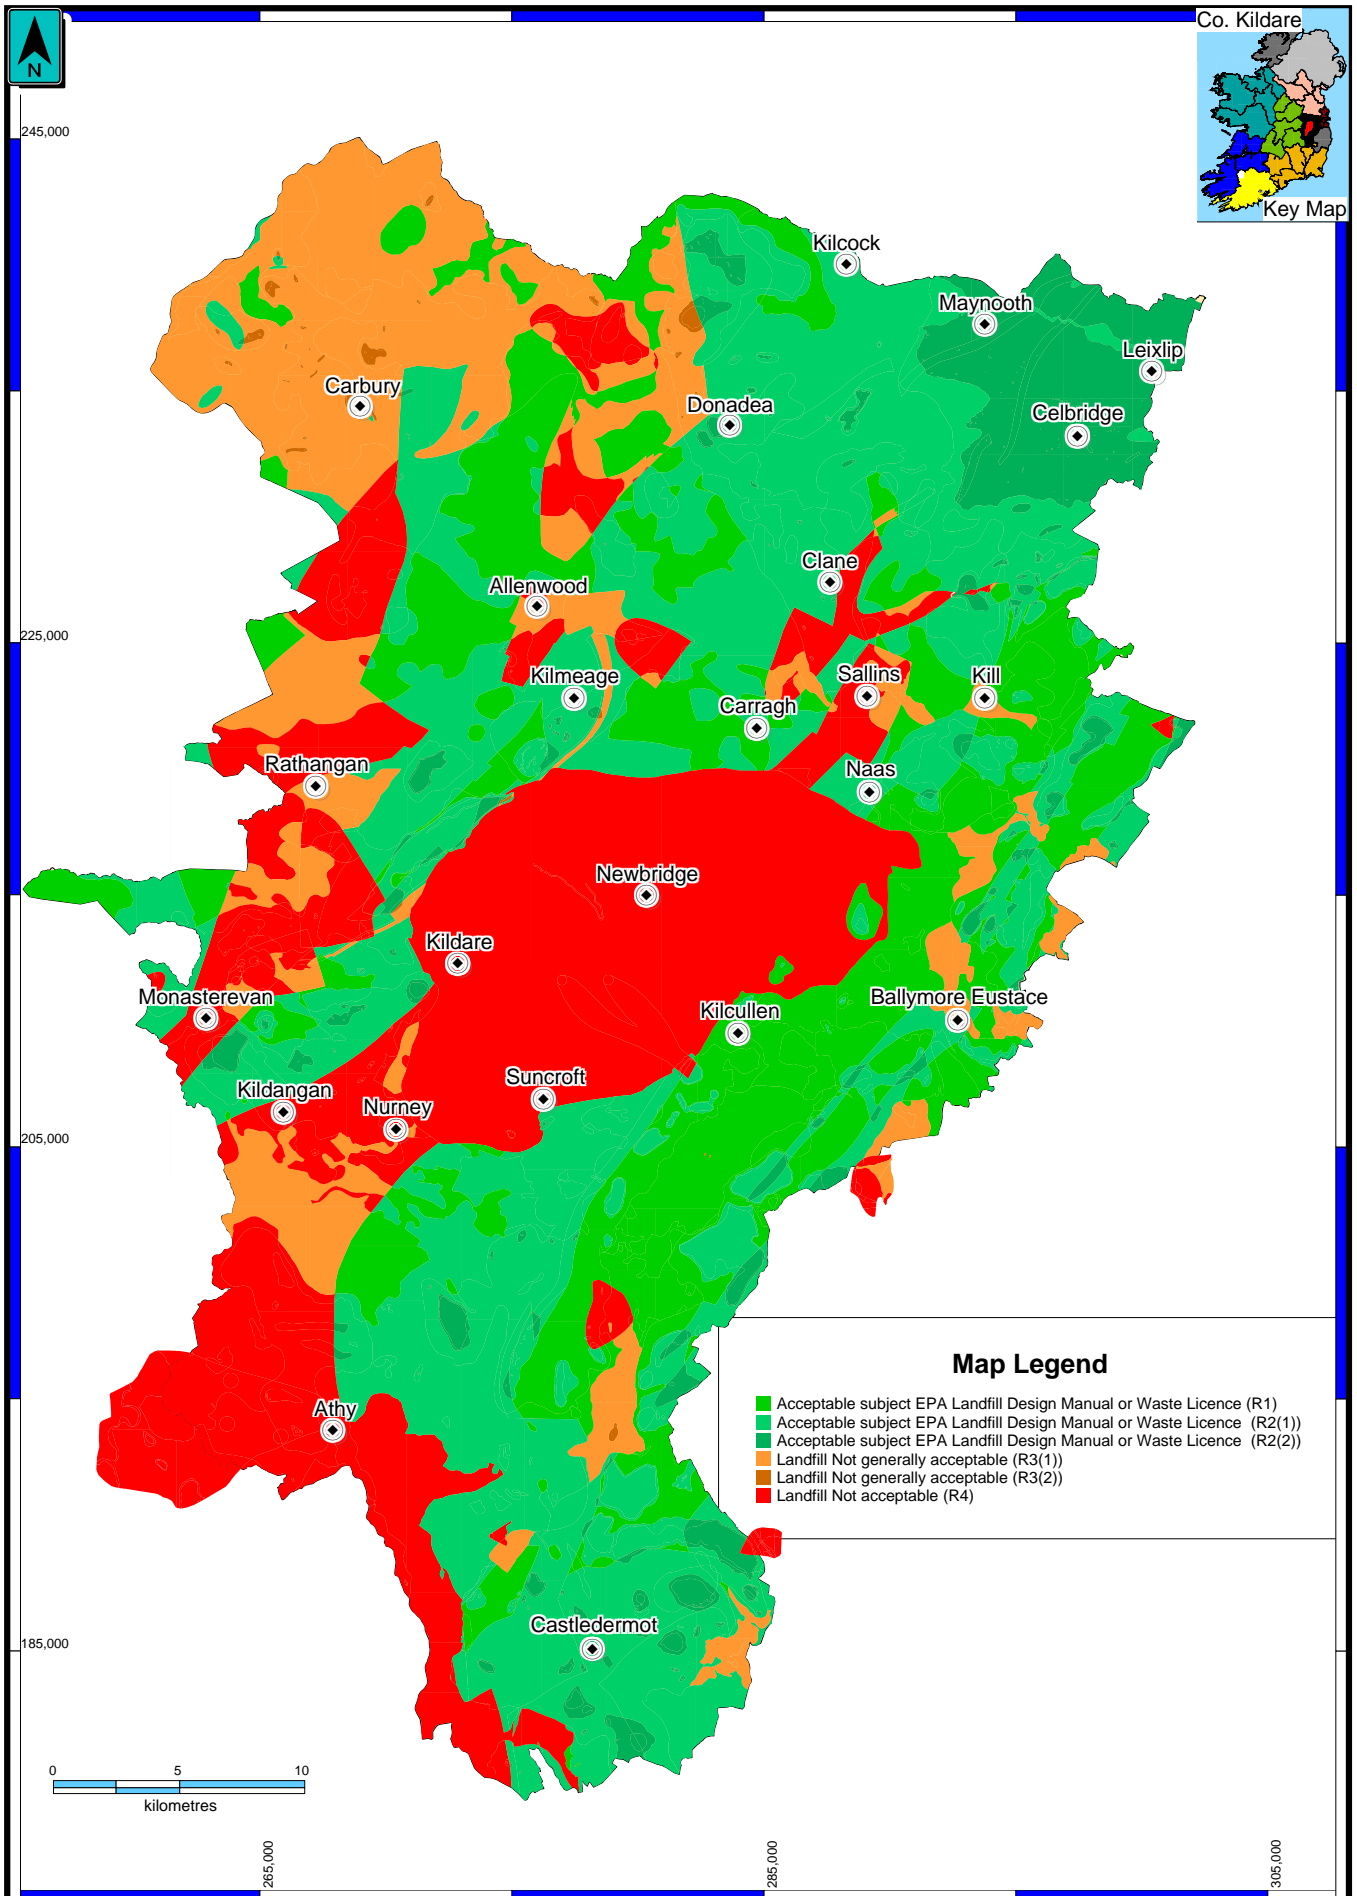 Co. Kildare
N
Key Map
245,000
Kilcock
Maynooth
Leixlip
Carbury
Donadea
Celbridge
Clane
Allenwood
225,000
Kilmeage
Sallins
Kill
Carragh
Rathangan
Naas
Newbridge
Kildare
Monasterevan
Ballymore Eustace
Kilcullen
Suncroft
Kildangan
Nurney
205,000
Map Legend
Acceptable subject EPA Landfill Design Manual or Waste Licence (R1)
Acceptable subject EPA Landfill Design Manual or Waste Licence (R2(1))
Acceptable subject EPA Landfill Design Manual or Waste Licence (R2(2))
Landfill Not generally acceptable (R3(1))
Landfill Not generally acceptable (R3(2))
Landfill Not acceptable (R4)
Athy
Castledermot
185,000
0 5 10
kilometres
265,000
285,000
305,000